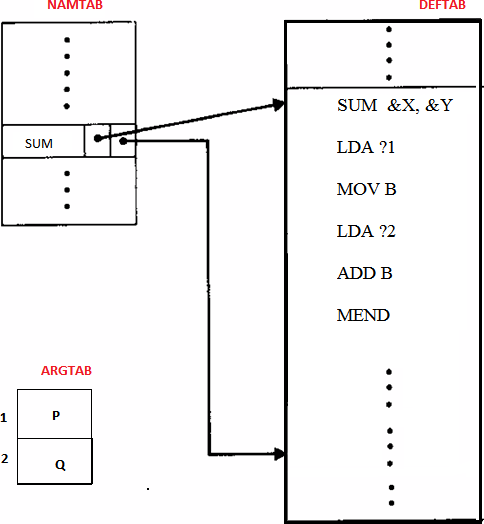 NAMTAB
DEFTAB
SUM
SUM &X, &Y
LDA ?1
MOV B
LDA ?2
ADD B
MEND
ARGTAB
1 P
2 Q